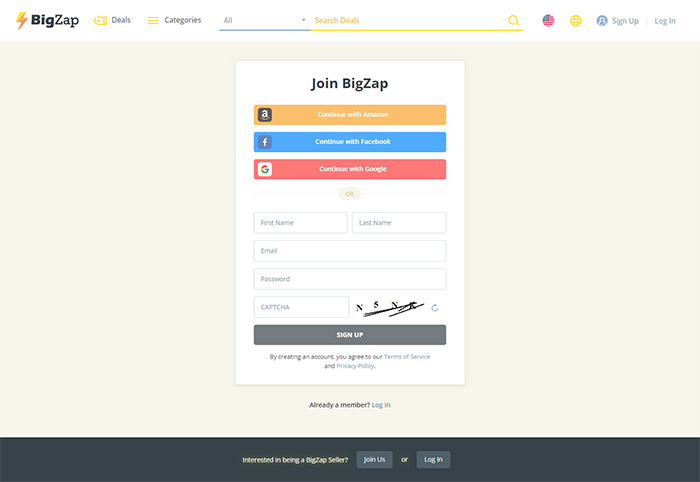 BigZap
Deals
Categories
All
Search Deals
Sign Up
Log In
Join BigZap
Continue with Amazon
Continue with Facebook
Continue with Google
OR
First Name
Last Name
Email
Password
CAPTCHA
N 5 N K
SIGN UP
By creating an account, you agree to our Terms of Service
and Privacy Policy.
Already a member? Log In
Interested in being a BigZap Seller?
Join Us
or
Log In